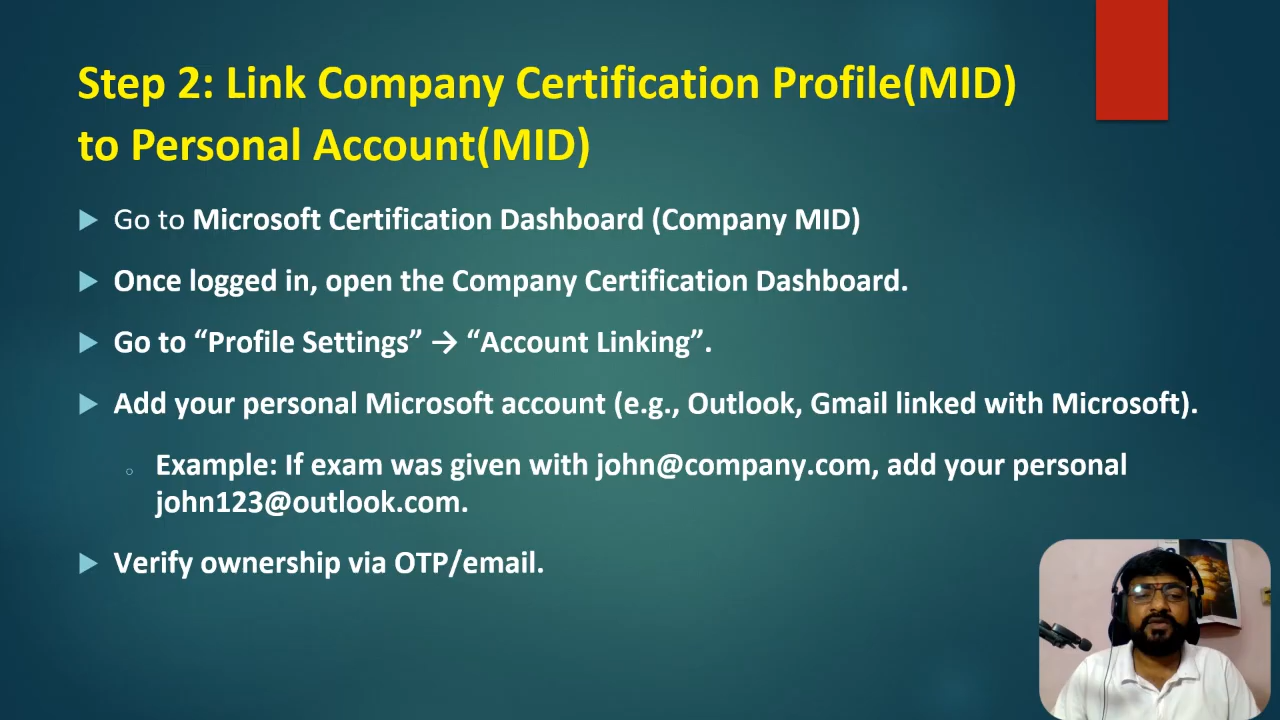 Step 2: Link Company Certification Profile(MID)
to Personal Account(MID)
Go to Microsoft Certification Dashboard (Company MID)
Once logged in, open the Company Certification Dashboard.
Go to “Profile Settings” → “Account Linking”.
Add your personal Microsoft account (e.g., Outlook, Gmail linked with Microsoft).
Example: If exam was given with john@company.com, add your personal
john123@outlook.com.
Verify ownership via OTP/email.